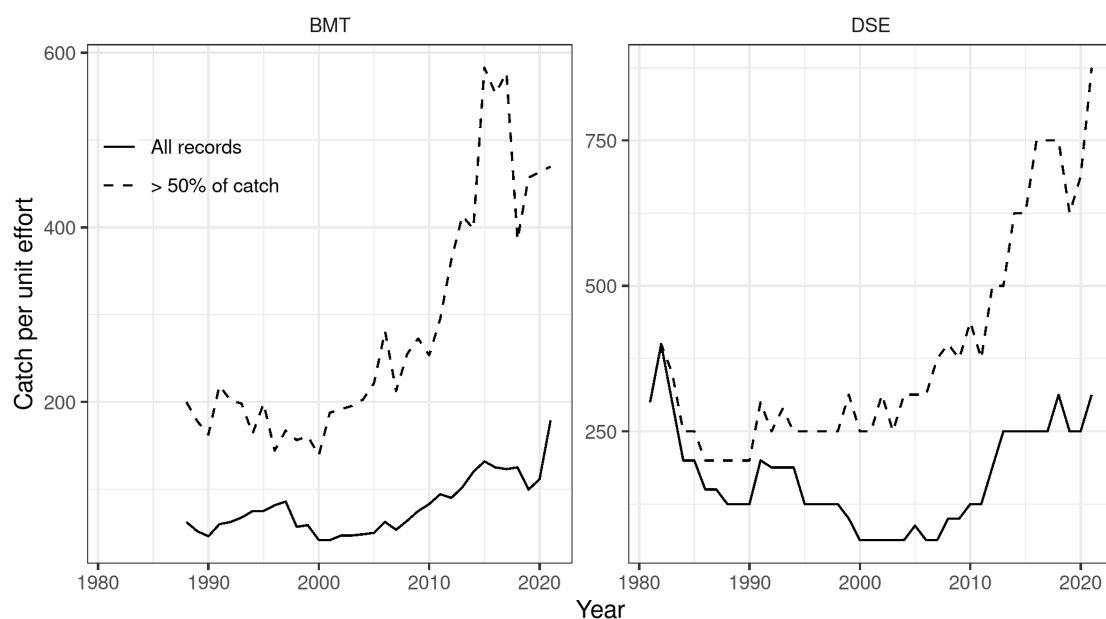 BMT
DSE
Catch per unit effort
600
400
200
All records
> 50% of catch
750
500
250
1980 1990 2000 2010 2020
1980 1990 2000 2010 2020
Year